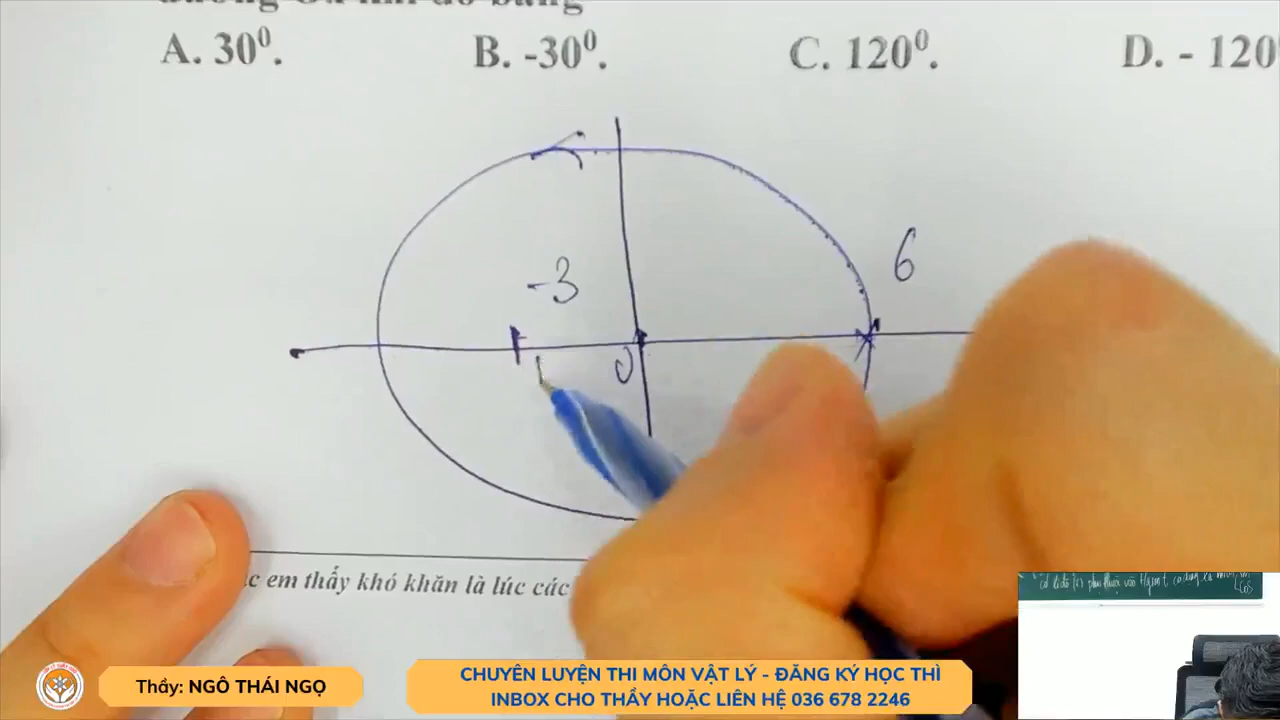 A. 30⁰.
B. -30⁰.
C. 120⁰.
D. - 120
6
-3
0
em thấy khó khăn là lúc các
Thầy: NGÔ THÁI NGỌ
CHUYÊN LUYỆN THI MÔN VẬT LÝ - ĐĂNG KÝ HỌC THÌ
INBOX CHO THẦY HOẶC LIÊN HỆ 036 678 2246